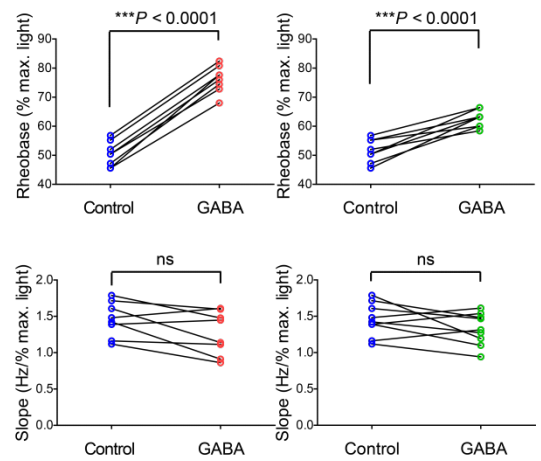 ***P < 0.0001
Rheobase (% max. light)
90
80
70
60
50
40
Control
GABA
***P < 0.0001
Rheobase (% max. light)
90
80
70
60
50
40
Control
GABA
ns
Slope (Hz/% max. light)
2.0
1.5
1.0
0.5
0.0
Control
GABA
ns
Slope (Hz/% max. light)
2.0
1.5
1.0
0.5
0.0
Control
GABA